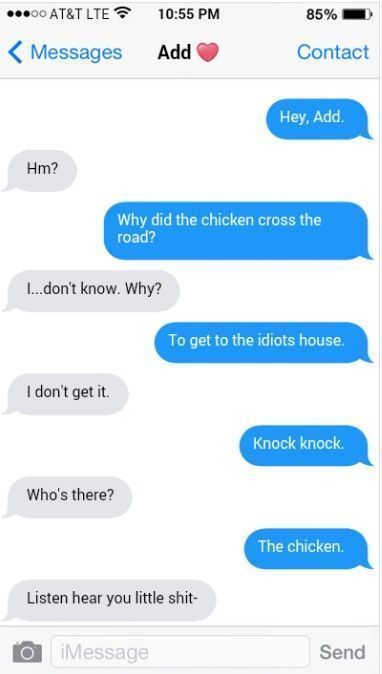 AT&T LTE 10:55 PM 85%
Messages Add Contact
Hey, Add.
Hm?
Why did the chicken cross the
road?
I...don't know. Why?
To get to the idiots house.
I don't get it.
Knock knock.
Who's there?
The chicken.
Listen hear you little shit-
iMessage Send